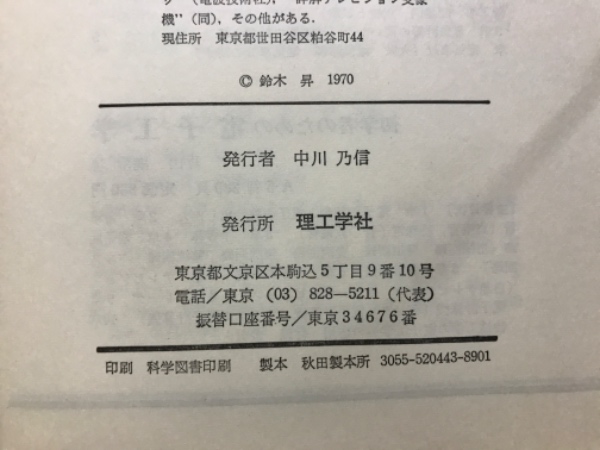 (電波技術社),
機”(同),その他がある.
現住所 東京都世田谷区粕谷町44
© 鈴木 昇 1970
発行者 中川 乃信
発行所 理工学社
東京都文京区本駒込5丁目9番10号
電話/東京 (03) 828—5211 (代表)
振替口座番号/東京34676番
印刷 科学図書印刷 製本 秋田製本所 3055-520443-8901